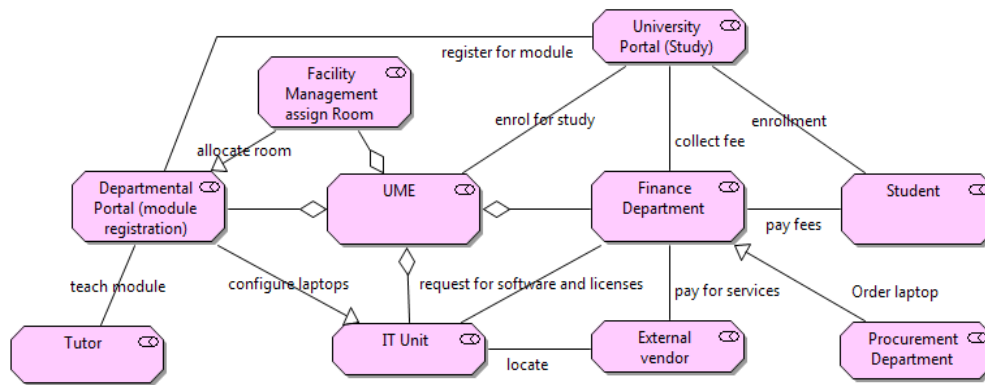 University
Portal (Study)
register for module
Facility
Management
assign Room
enrol for study
enrollment
collect fee
allocate room
Departmental
Portal (module
registration)
UME
Finance
Department
Student
pay fees
teach module
configure laptops
request for software and licenses
pay for services
Order laptop
Tutor
IT Unit
External
vendor
Procurement
Department
locate